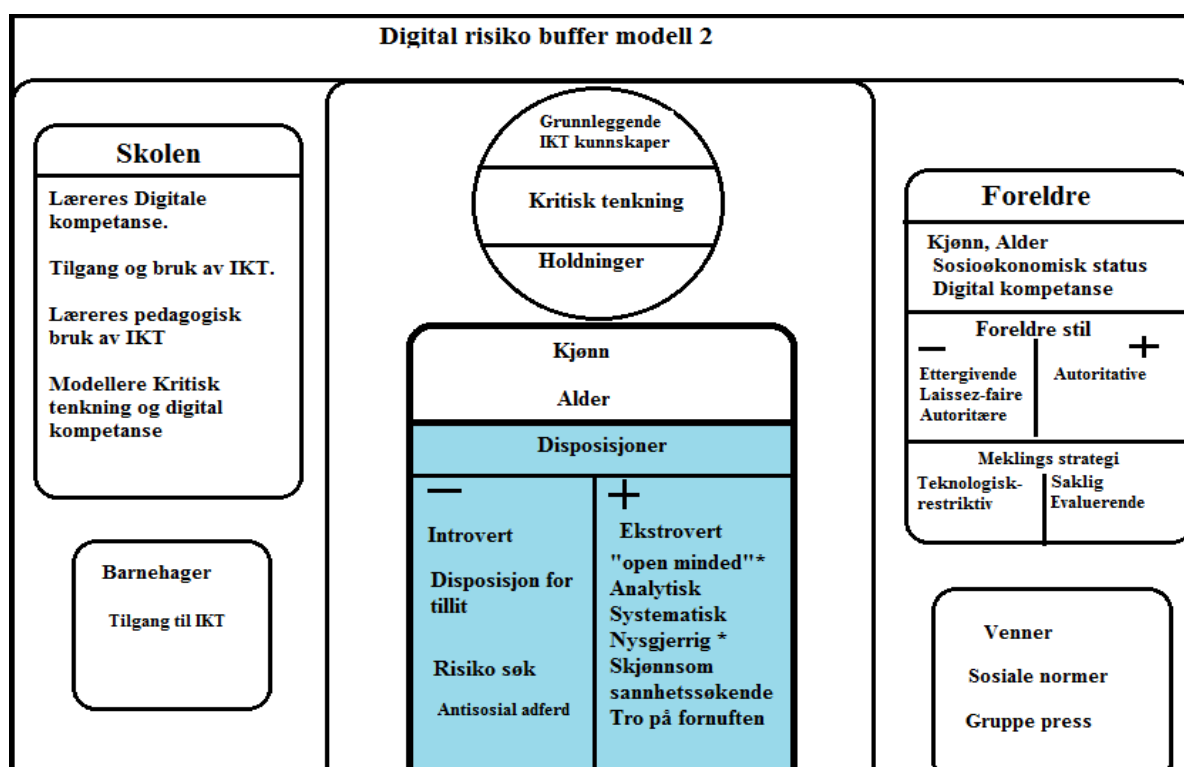 Digital risiko buffer modell 2
Skolen
Læreres Digitale
kompetanse.
Tilgang og bruk av IKT.
Læreres pedagogisk
bruk av IKT
Modellere Kritisk
tenkning og digital
kompetanse
Barnehager
Tilgang til IKT
Grunnleggende
IKT kunnskaper
Kritisk tenkning
Holdninger
Kjønn
Alder
Disposisjoner
—
Introvert
Disposisjon for
tillit
Risiko søk
Antisosial adferd
+
Ekstrovert
"open minded"*
Analytisk
Systematisk
Nysgjerrig *
Skjønnsom
sannhetssøkende
Tro på fornuften
Foreldre
Kjønn, Alder
Sosioøkonomisk status
Digital kompetanse
Foreldre stil
—
Ettergivende
Laissez-faire
Autoritære
+
Autoritative
Meklings strategi
Teknologisk-
restriktiv
Saklig
Evaluerende
Venner
Sosiale normer
Gruppe press